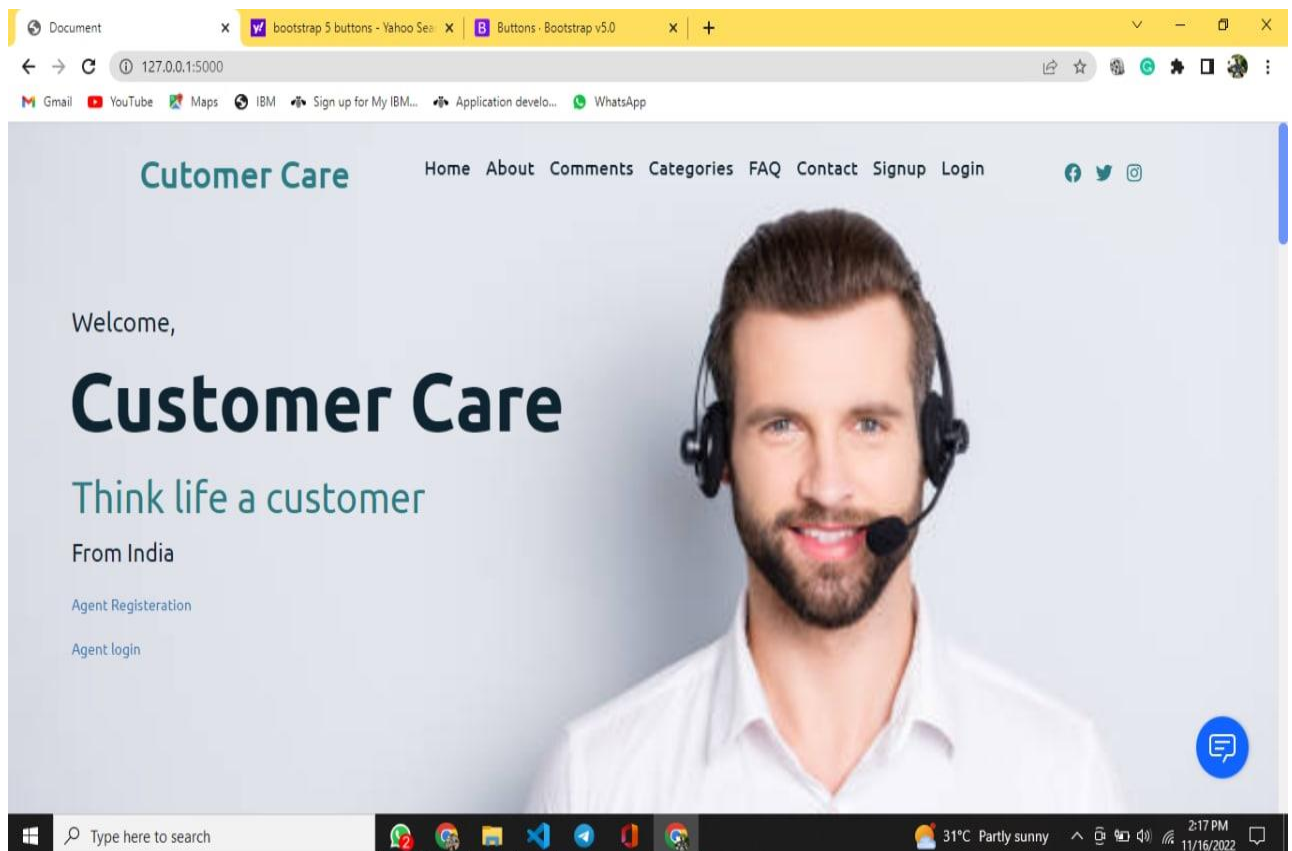 Document
bootstrap 5 buttons - Yahoo Sea
B Buttons · Bootstrap v5.0
127.0.0.1:5000
Gmail YouTube Maps IBM Sign up for My IBM... Application develo... WhatsApp
Cutomer Care Home About Comments Categories FAQ Contact Signup Login
Welcome,
Customer Care
Think life a customer
From India
Agent Registeration
Agent login
Type here to search 2 31°C Partly sunny 2:17 PM
11/16/2022